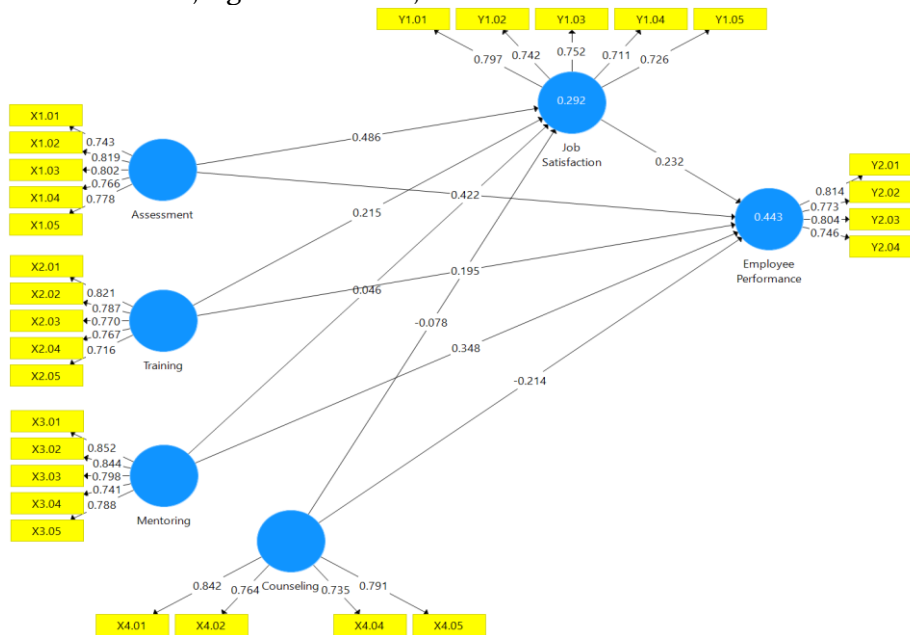 Y1.01 Y1.02 Y1.03 Y1.04 Y1.05
0.797 0.742 0.752 0.711 0.726
0.292
Job
Satisfaction
X1.01
X1.02
X1.03
X1.04
X1.05
0.743
0.819
0.802
0.766
0.778
Assessment
0.486
0.422
0.232
Y2.01
Y2.02
Y2.03
Y2.04
0.814
0.773
0.804
0.746
0.443
Employee
Performance
X2.01
X2.02
X2.03
X2.04
X2.05
0.821
0.787
0.770
0.767
0.716
Training
0.215
0.195
0.046
-0.078
0.348
-0.214
X3.01
X3.02
X3.03
X3.04
X3.05
0.852
0.844
0.798
0.741
0.788
Mentoring
Counseling
0.842 0.764 0.735 0.791
X4.01 X4.02 X4.04 X4.05